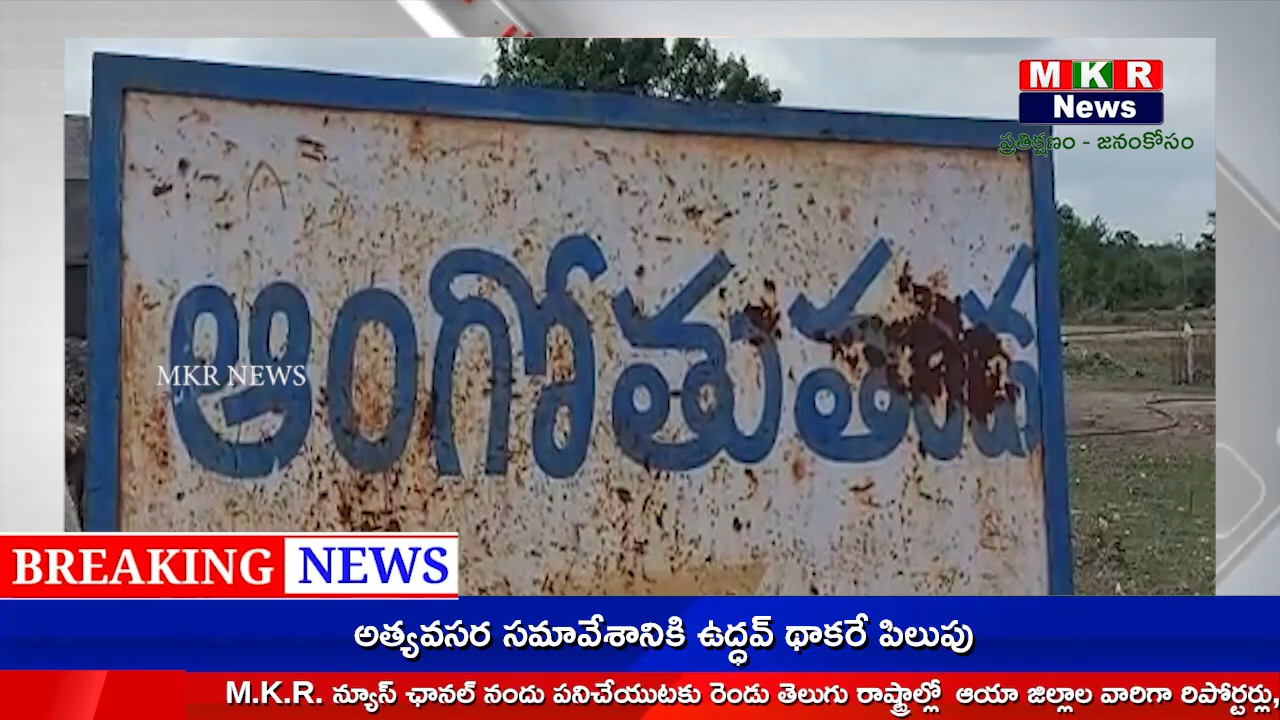 M K R
News
ప్రతిక్షణం - జనంకోసం
ఆంగోతుతండ
MKR NEWS
BREAKING NEWS
అత్యవసర సమావేశానికి ఉద్ధవ్ థాకరే పిలుపు
M.K.R. న్యూస్ ఛానల్ నందు పనిచేయుటకు రెండు తెలుగు రాష్ట్రాల్లో ఆయా జిల్లాల వారిగా రిపోర్టర్లు,